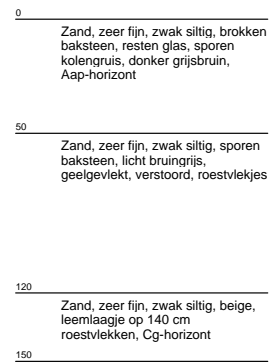 0
Zand, zeer fijn, zwak siltig, brokken
baksteen, resten glas, sporen
kolengruis, donker grijsbruin,
Aap-horizont
50
Zand, zeer fijn, zwak siltig, sporen
baksteen, licht bruingrijs,
geelgevlekt, verstoord, roestvlekjes
120
Zand, zeer fijn, zwak siltig, beige,
leemlaagje op 140 cm
roestvlekken, Cg-horizont
150